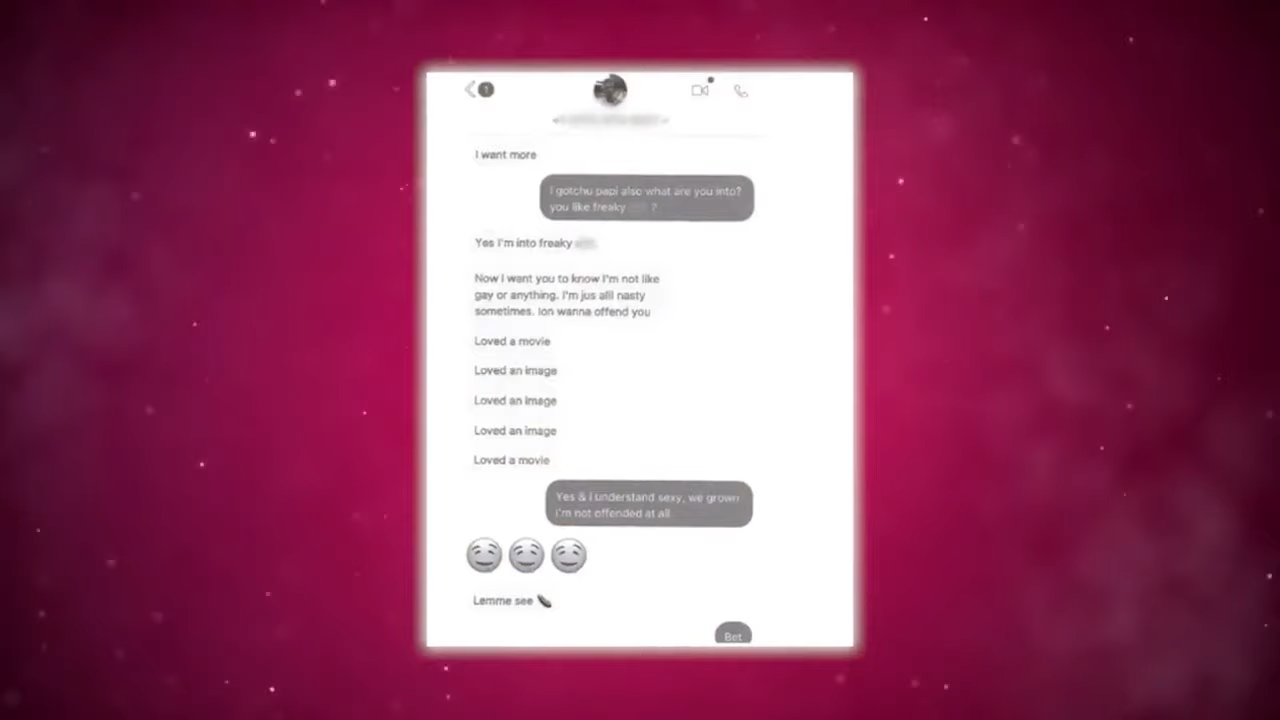 1
I want more
I gotchu papi also what are you into?
you like freaky ?
Yes I'm into freaky
Now I want you to know I'm not like
gay or anything. I'm jus alil nasty
sometimes. Ion wanna offend you
Loved a movie
Loved an image
Loved an image
Loved an image
Loved a movie
Yes & i understand sexy, we grown
i'm not offended at all
Lemme see 🍆
Bet